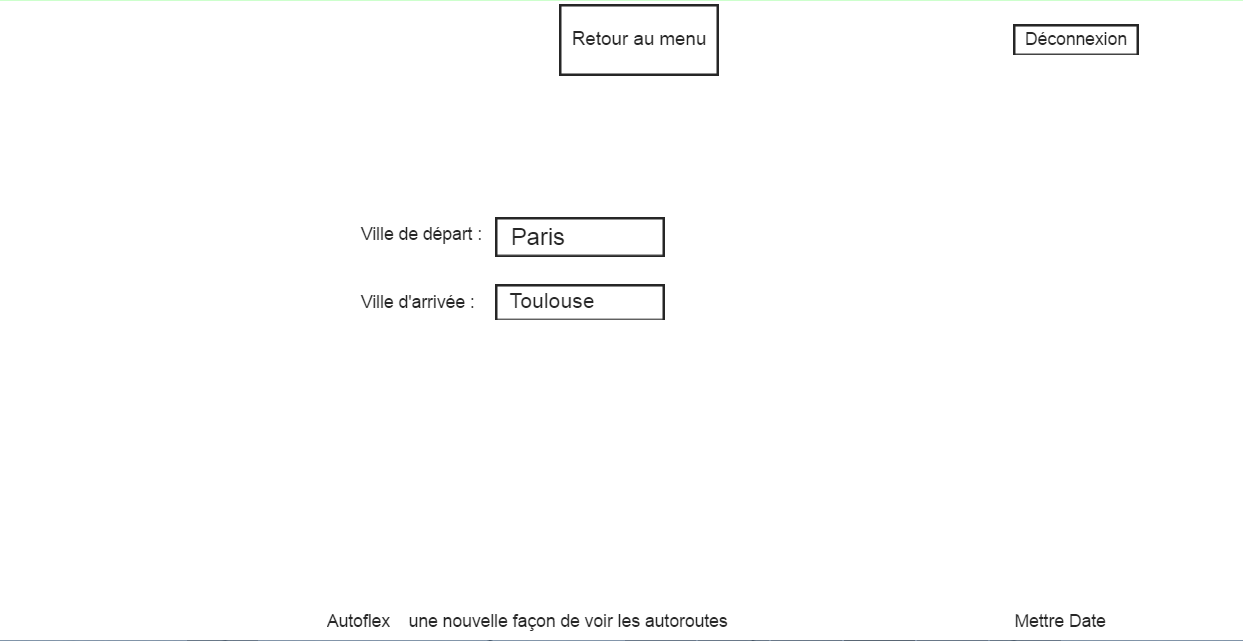 Retour au menu
Déconnexion
Ville de départ : Paris
Ville d'arrivée : Toulouse
Autoflex une nouvelle façon de voir les autoroutes
Mettre Date